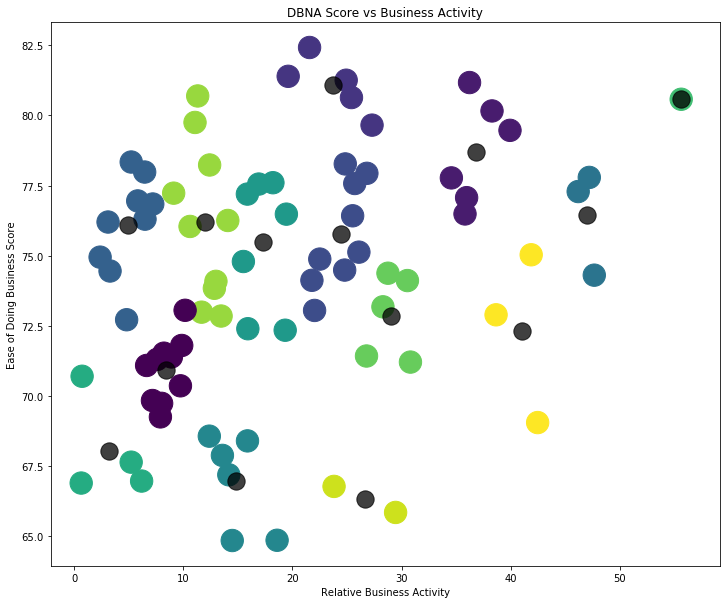 DBNA Score vs Business Activity
Ease of Doing Business Score
82.5
80.0
77.5
75.0
72.5
70.0
67.5
65.0
0 10 20 30 40 50
Relative Business Activity